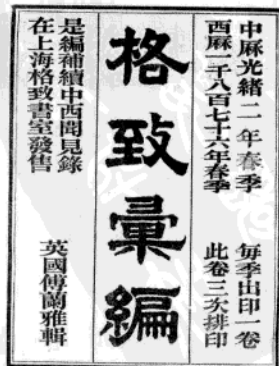 中厤光緒二年春季　每季出印一卷
西厤一千八百七十六年春季　此卷三次排印
格致彙編
是編補續中西聞見錄　英國傅蘭雅輯
在上海格致書室發售